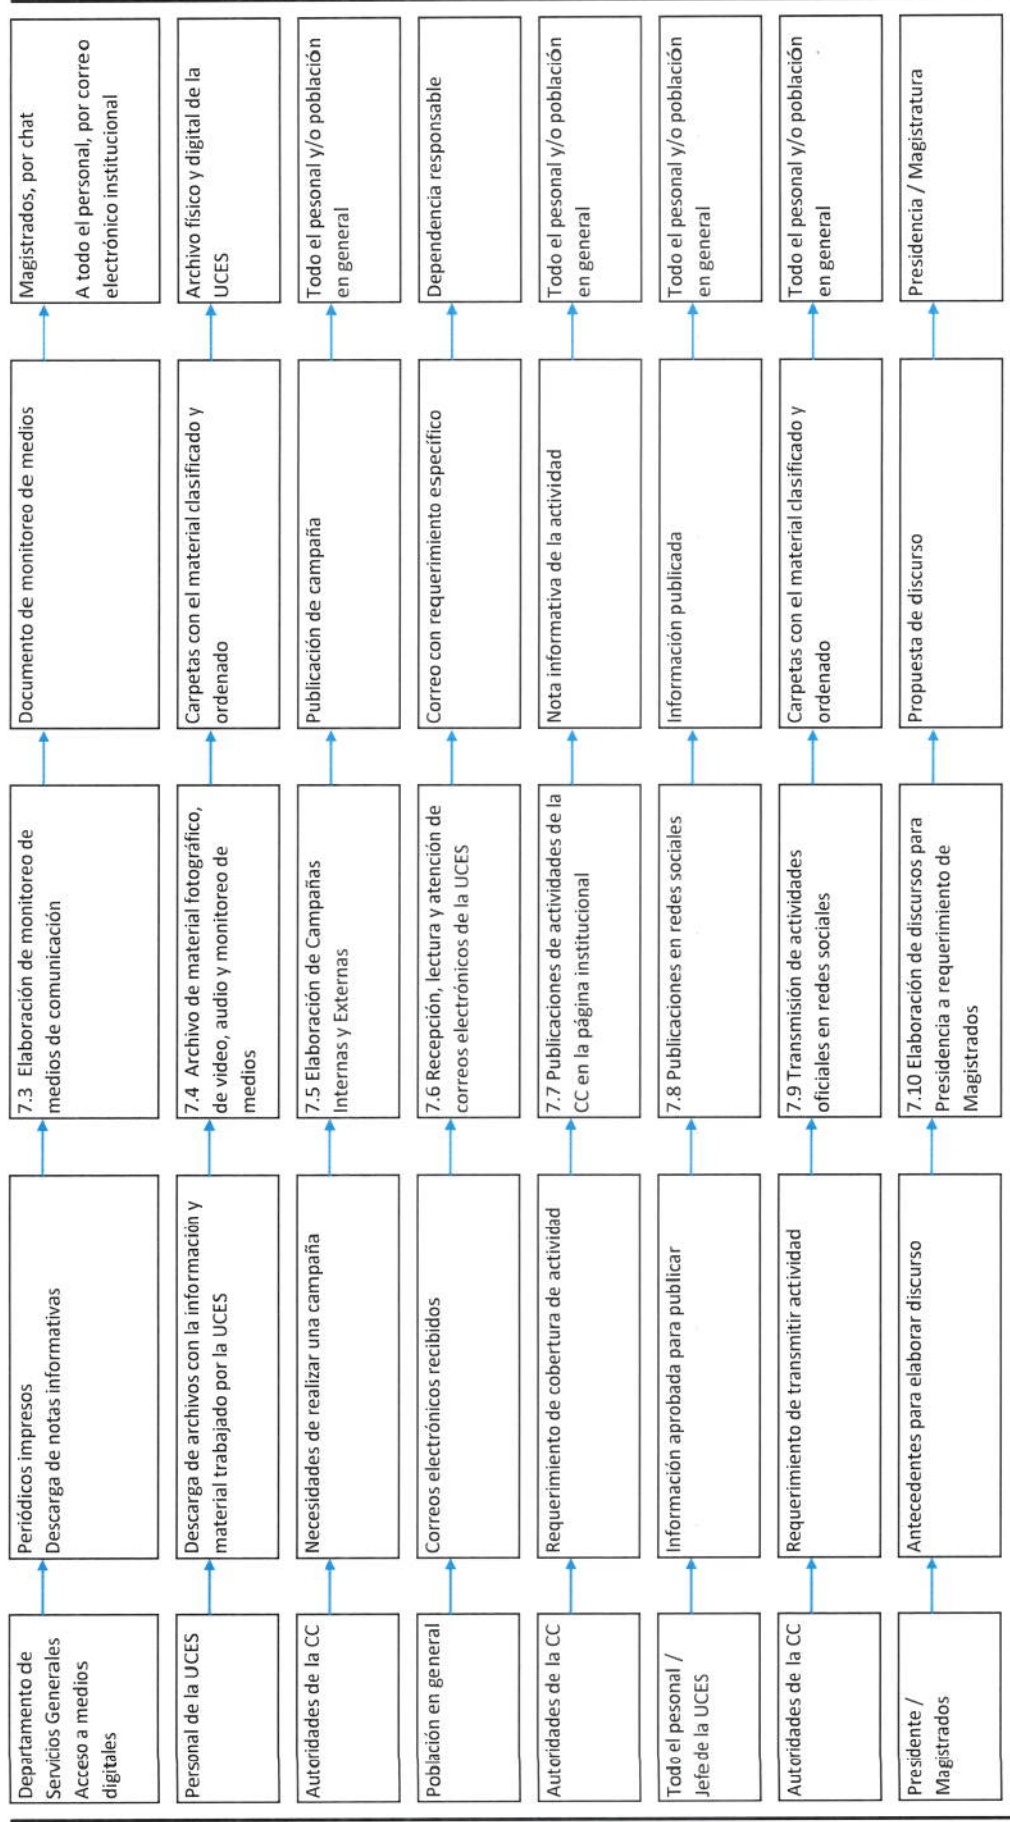 Departamento de
Servicios Generales
Acceso a medios
digitales
Periódicos impresos
Descarga de notas informativas
7.3 Elaboración de monitoreo de
medios de comunicación
Documento de monitoreo de medios
Magistrados, por chat
A todo el personal, por correo
electrónico institucional
Personal de la UCES
Descarga de archivos con la información y
material trabajado por la UCES
7.4 Archivo de material fotográfico,
de video, audio y monitoreo de
medios
Carpetas con el material clasificado y
ordenado
Archivo físico y digital de la
UCES
Autoridades de la CC
Necesidades de realizar una campaña
7.5 Elaboración de Campañas
Internas y Externas
Publicación de campaña
Todo el pesonal y/o población
en general
Población en general
Correos electrónicos recibidos
7.6 Recepción, lectura y atención de
correos electrónicos de la UCES
Correo con requerimiento específico
Dependencia responsable
Autoridades de la CC
Requerimiento de cobertura de actividad
7.7 Publicaciones de actividades de la
CC en la página institucional
Nota informativa de la actividad
Todo el pesonal y/o población
en general
Todo el pesonal /
Jefe de la UCES
Información aprobada para publicar
7.8 Publicaciones en redes sociales
Información publicada
Todo el pesonal y/o población
en general
Autoridades de la CC
Requerimiento de transmitir actividad
7.9 Transmisión de actividades
oficiales en redes sociales
Carpetas con el material clasificado y
ordenado
Todo el pesonal y/o población
en general
Presidente /
Magistrados
Antecedentes para elaborar discurso
7.10 Elaboración de discursos para
Presidencia a requerimiento de
Magistrados
Propuesta de discurso
Presidencia / Magistratura